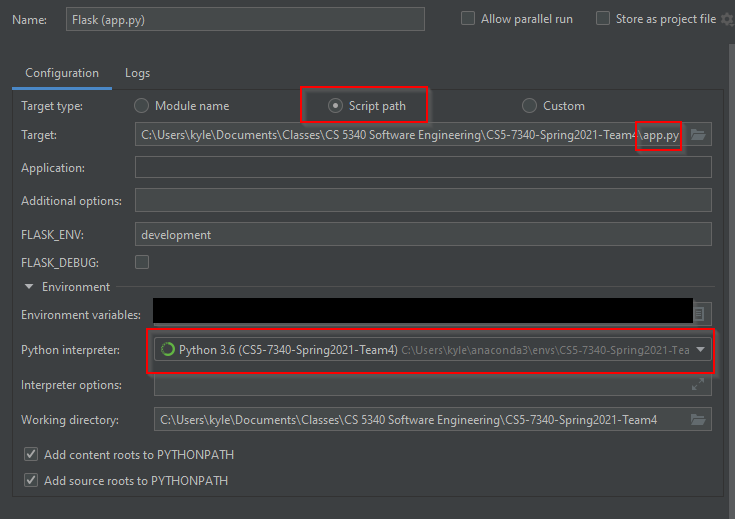 Name: Flask (app.py) Allow parallel run Store as project file
Configuration Logs
Target type: Module name Script path Custom
Target: C:\Users\kyle\Documents\Classes\CS 5340 Software Engineering\CS5-7340-Spring2021-Team4\app.py
Application:
Additional options:
FLASK_ENV: development
FLASK_DEBUG:
Environment
Environment variables:
Python interpreter: Python 3.6 (CS5-7340-Spring2021-Team4) C:\Users\kyle\anaconda3\envs\CS5-7340-Spring2021-Tea
Interpreter options:
Working directory: C:\Users\kyle\Documents\Classes\CS 5340 Software Engineering\CS5-7340-Spring2021-Team4
Add content roots to PYTHONPATH
Add source roots to PYTHONPATH